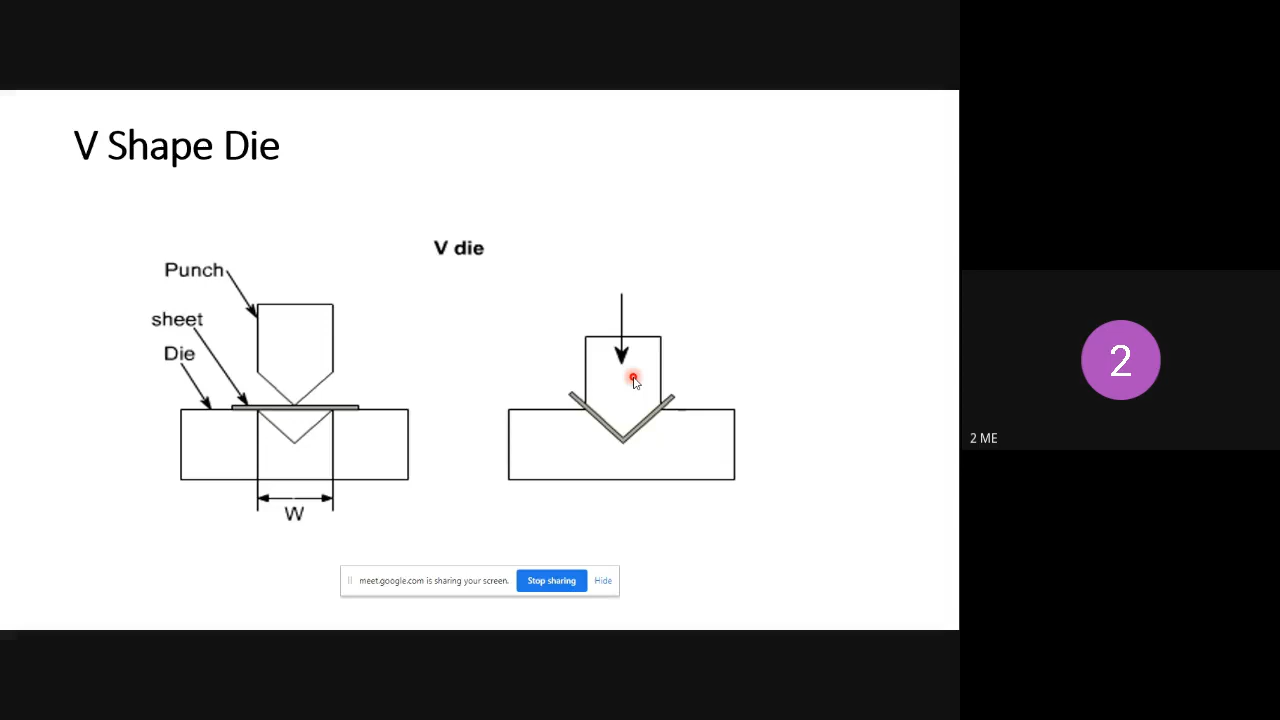 V Shape Die
V die
Punch
sheet
Die
W
meet.google.com is sharing your screen. Stop sharing Hide
2
2 ME